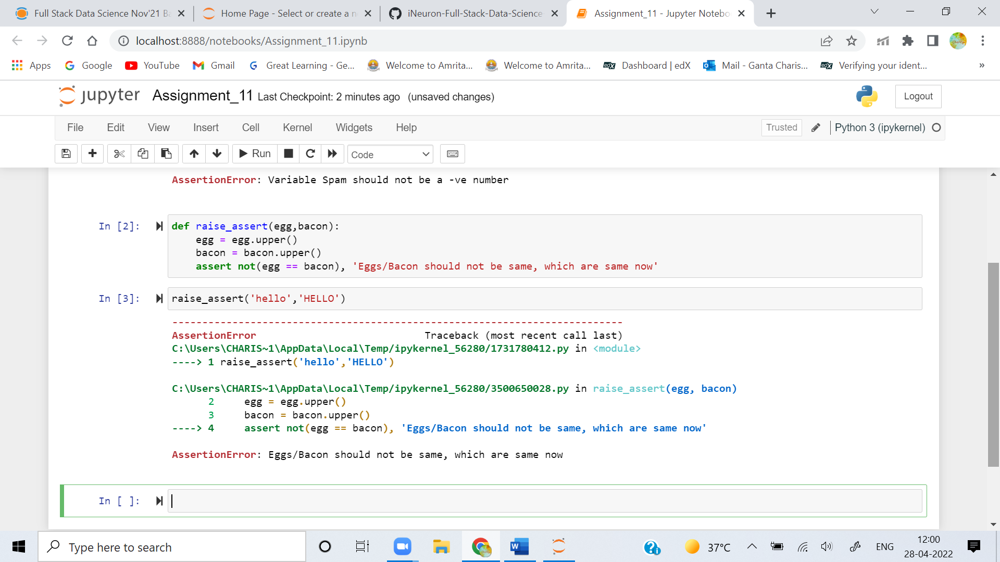 Full Stack Data Science Nov'21 Ba
Home Page - Select or create a n
iNeuron-Full-Stack-Data-Science-
Assignment_11 - Jupyter Notebo
localhost:8888/notebooks/Assignment_11.ipynb
Apps
Google
YouTube
Gmail
Great Learning - Ge...
Welcome to Amrita...
Welcome to Amrita...
edX
Dashboard | edX
Mail - Ganta Charis...
edX
Verifying your ident...
»
jupyter Assignment_11 Last Checkpoint: 2 minutes ago (unsaved changes)
Logout
File Edit View Insert Cell Kernel Widgets Help
Trusted
Python 3 (ipykernel)
Run
Code
AssertionError: Variable Spam should not be a -ve number
In [2]:
def raise_assert(egg,bacon):
    egg = egg.upper()
    bacon = bacon.upper()
    assert not(egg == bacon), 'Eggs/Bacon should not be same, which are same now'
In [3]:
raise_assert('hello','HELLO')
---------------------------------------------------------------------------
AssertionError                            Traceback (most recent call last)
C:\Users\CHARIS~1\AppData\Local\Temp/ipykernel_56280/1731780412.py in <module>
----> 1 raise_assert('hello','HELLO')
C:\Users\CHARIS~1\AppData\Local\Temp/ipykernel_56280/3500650028.py in raise_assert(egg, bacon)
      2     egg = egg.upper()
      3     bacon = bacon.upper()
----> 4     assert not(egg == bacon), 'Eggs/Bacon should not be same, which are same now'
AssertionError: Eggs/Bacon should not be same, which are same now
In [ ]:
Type here to search
37°C
ENG
12:00
28-04-2022